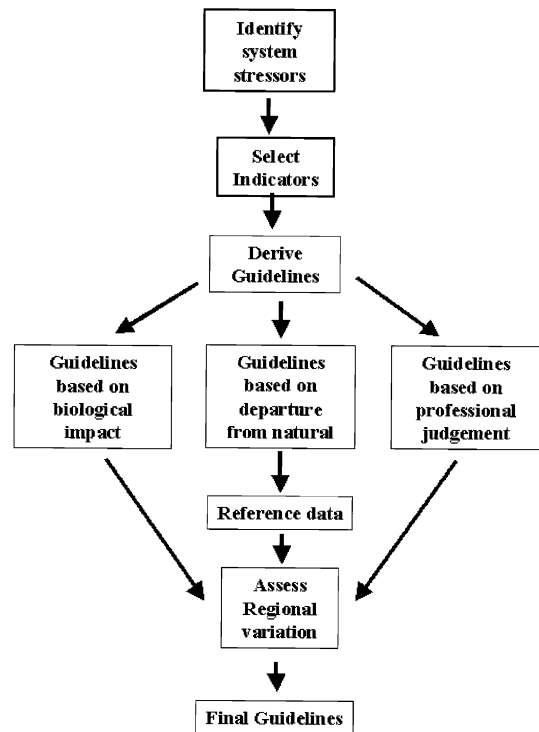 Identify
system
stressors
Select
Indicators
Derive
Guidelines
Guidelines
based on
biological
impact
Guidelines
based on
departure
from natural
Guidelines
based on
professional
judgement
Reference data
Assess
Regional
variation
Final Guidelines